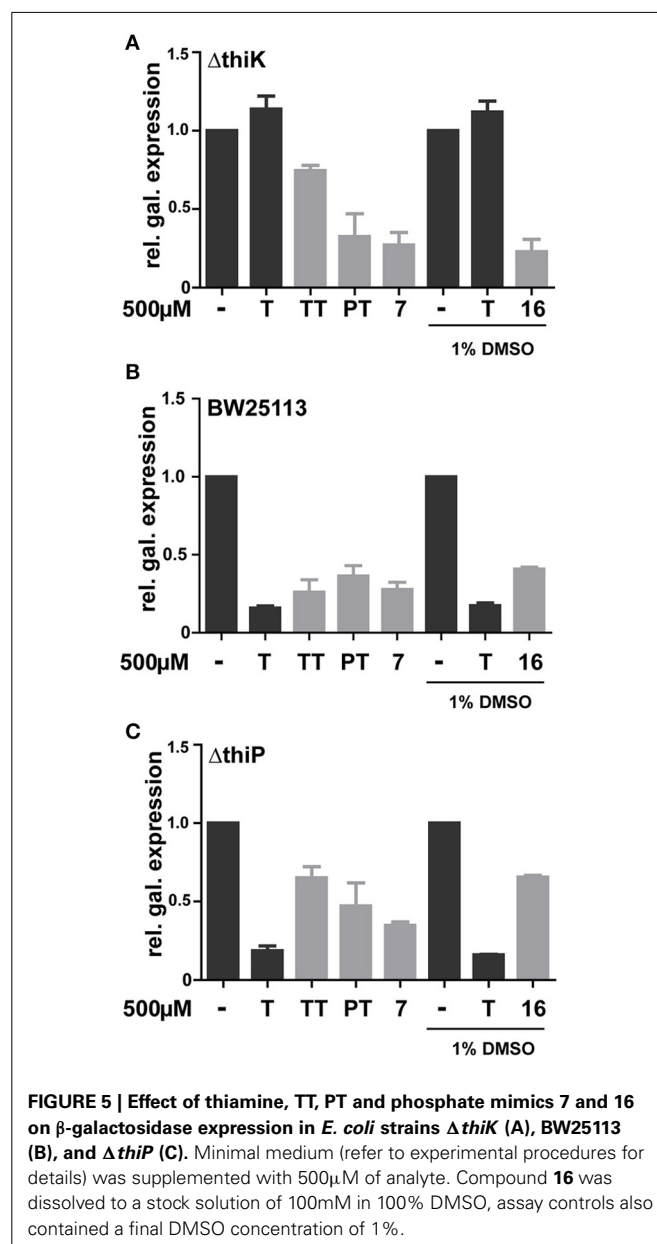 A
ΔthiK
1.5
1.0
0.5
0
rel. gal. expression
500µM - T TT PT 7 - T 16
1% DMSO
B
BW25113
1.5
1.0
0.5
0
rel. gal. expression
500µM - T TT PT 7 - T 16
1% DMSO
C
ΔthiP
1.5
1.0
0.5
0
rel. gal. expression
500µM - T TT PT 7 - T 16
1% DMSO
FIGURE 5 | Effect of thiamine, TT, PT and phosphate mimics 7 and 16
on β-galactosidase expression in E. coli strains ΔthiK (A), BW25113
(B), and ΔthiP (C). Minimal medium (refer to experimental procedures for
details) was supplemented with 500µM of analyte. Compound 16 was
dissolved to a stock solution of 100mM in 100% DMSO, assay controls also
contained a final DMSO concentration of 1%.